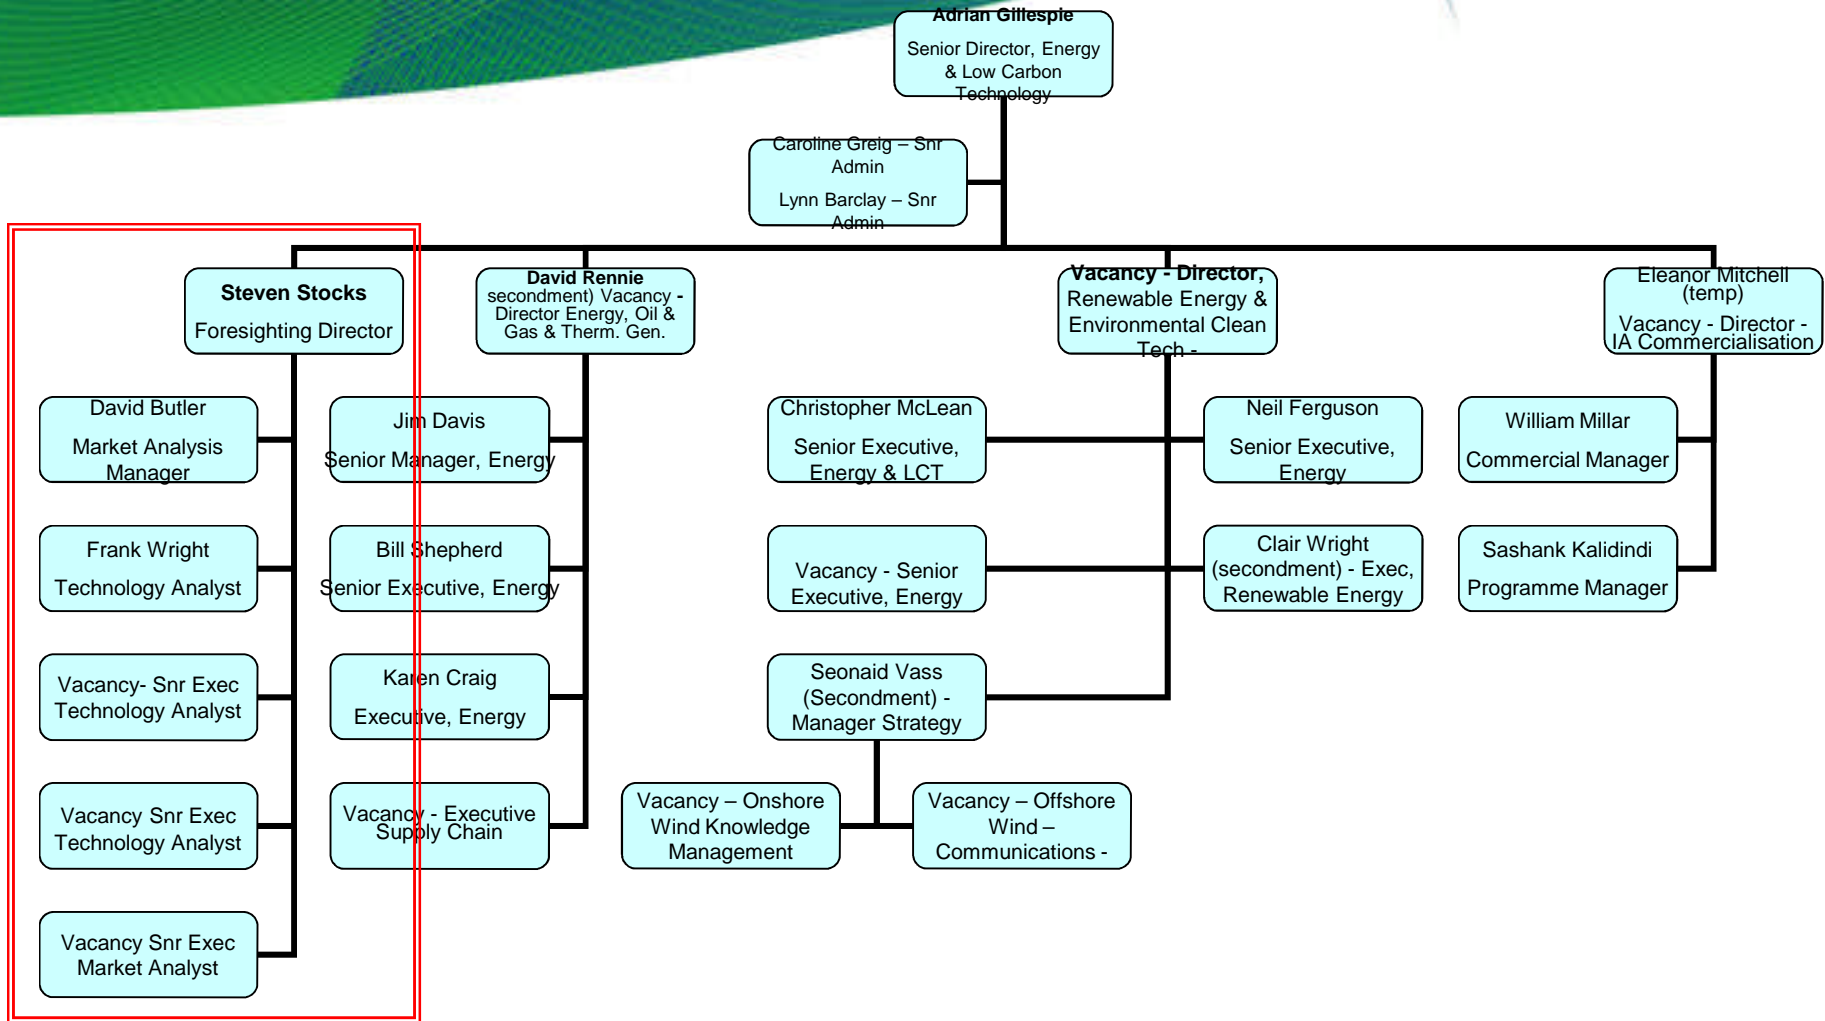 Adrian Gillespie
Senior Director, Energy
& Low Carbon
Technology
Caroline Greig – Snr
Admin
Lynn Barclay – Snr
Admin
Steven Stocks
Foresighting Director
David Rennie
secondment) Vacancy -
Director Energy, Oil &
Gas & Therm. Gen.
Vacancy - Director,
Renewable Energy &
Environmental Clean
Tech -
Eleanor Mitchell
(temp)
Vacancy - Director -
IA Commercialisation
David Butler
Market Analysis
Manager
Jim Davis
Senior Manager, Energy
Christopher McLean
Senior Executive,
Energy & LCT
Neil Ferguson
Senior Executive,
Energy
William Millar
Commercial Manager
Frank Wright
Technology Analyst
Bill Shepherd
Senior Executive, Energy
Vacancy - Senior
Executive, Energy
Clair Wright
(secondment) - Exec,
Renewable Energy
Sashank Kalidindi
Programme Manager
Vacancy- Snr Exec
Technology Analyst
Karen Craig
Executive, Energy
Seonaid Vass
(Secondment) -
Manager Strategy
Vacancy Snr Exec
Technology Analyst
Vacancy - Executive
Supply Chain
Vacancy – Onshore
Wind Knowledge
Management
Vacancy – Offshore
Wind –
Communications -
Vacancy Snr Exec
Market Analyst